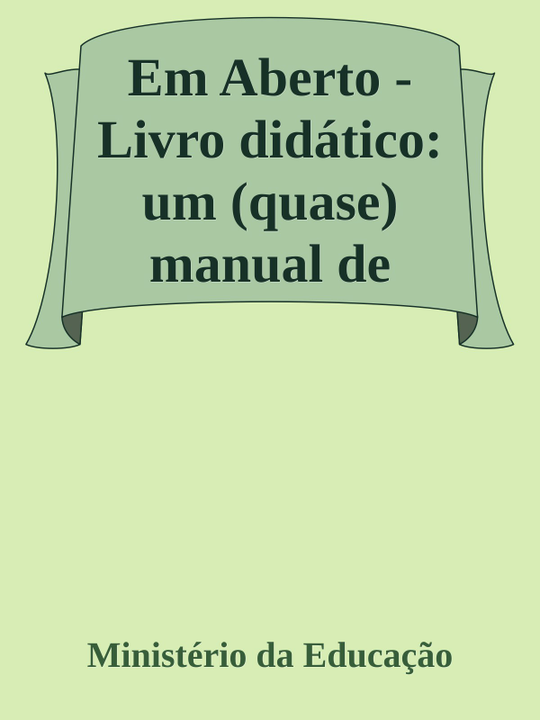 Em Aberto -
Livro didático:
um (quase)
manual de
Ministério da Educação